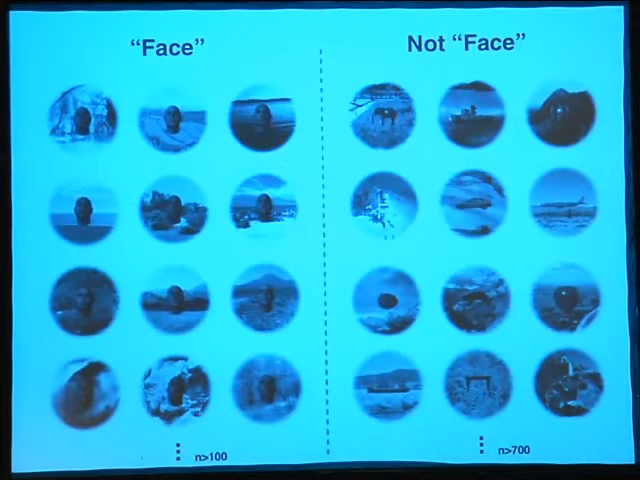 “Face”
Not “Face”
n>100
n>700